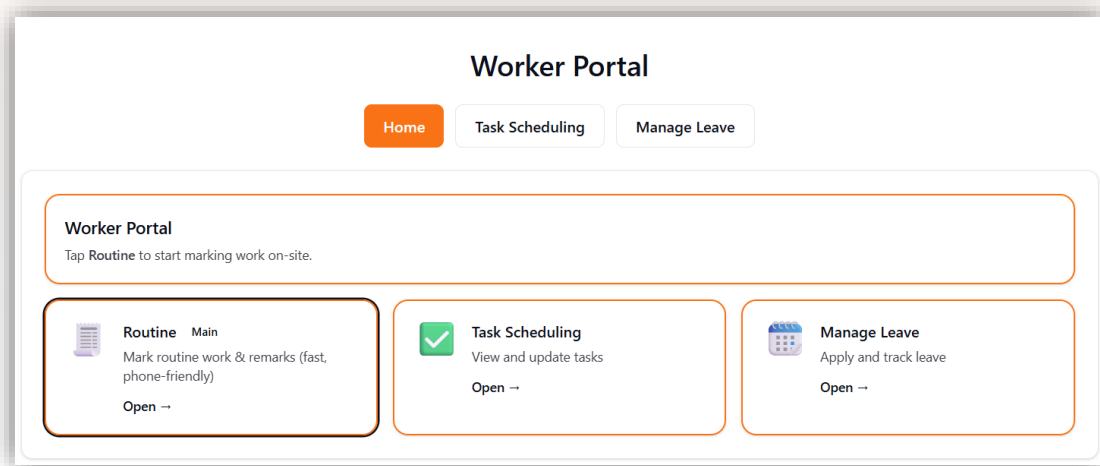 Worker Portal
Home
Task Scheduling
Manage Leave
Worker Portal
Tap Routine to start marking work on-site.
Routine Main
Mark routine work & remarks (fast,
phone-friendly)
Open →
Task Scheduling
View and update tasks
Open →
Manage Leave
Apply and track leave
Open →